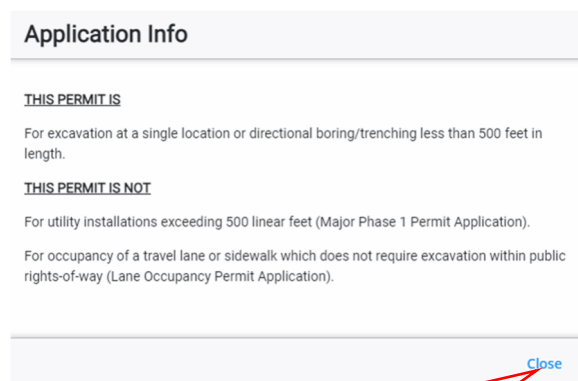 Application Info
THIS PERMIT IS
For excavation at a single location or directional boring/trenching less than 500 feet in
length.
THIS PERMIT IS NOT
For utility installations exceeding 500 linear feet (Major Phase 1 Permit Application).
For occupancy of a travel lane or sidewalk which does not require excavation within public
rights-of-way (Lane Occupancy Permit Application).
Close